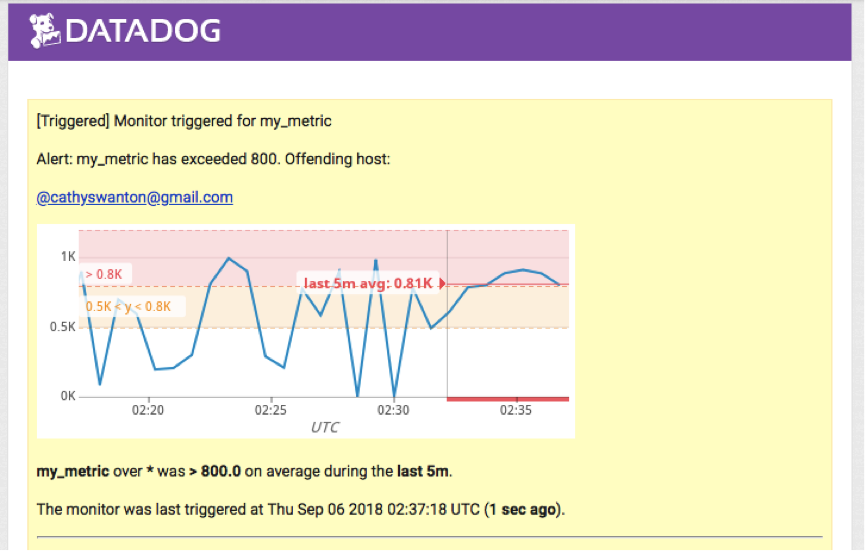 DATADOG
[Triggered] Monitor triggered for my_metric
Alert: my_metric has exceeded 800. Offending host:
@cathyswanton@gmail.com
1K
> 0.8K
last 5m avg: 0.81K
0.5K < y < 0.8K
0.5K
0K
02:20 02:25 02:30 02:35
UTC
my_metric over * was > 800.0 on average during the last 5m.
The monitor was last triggered at Thu Sep 06 2018 02:37:18 UTC (1 sec ago).